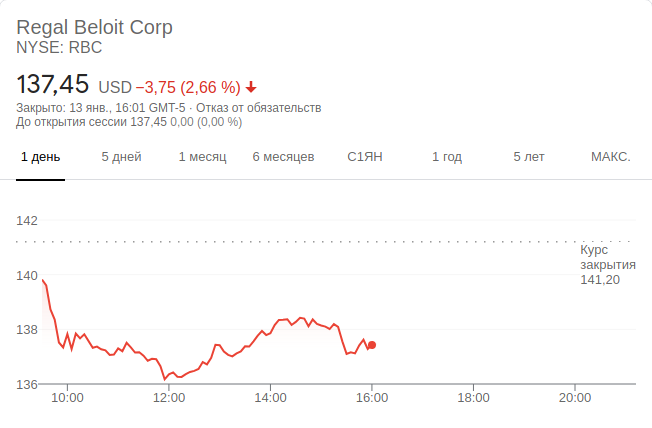 Regal Beloit Corp
NYSE: RBC
137,45 USD −3,75 (2,66 %)
Закрыто: 13 янв., 16:01 GMT-5 · Отказ от обязательств
До открытия сессии 137,45 0,00 (0,00 %)
1 день 5 дней 1 месяц 6 месяцев С1ЯН 1 год 5 лет МАКС.
142
Курс
закрытия
141,20
140
138
136
10:00 12:00 14:00 16:00 18:00 20:00